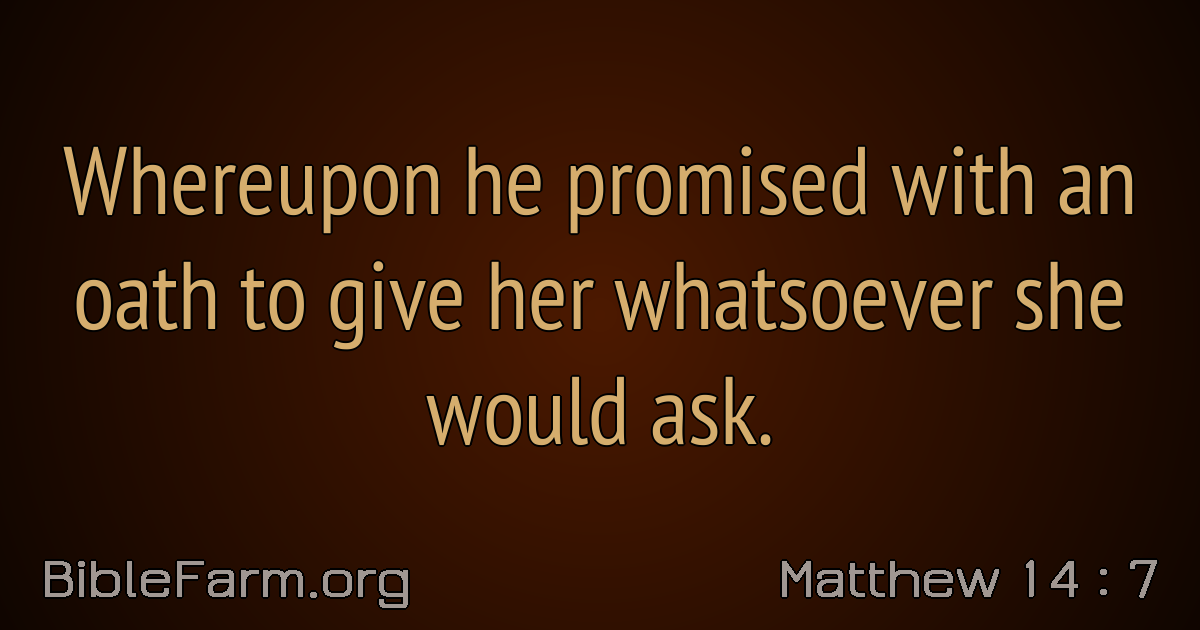 Whereupon he promised with an
oath to give her whatsoever she
would ask.
BibleFarm.org
Matthew 14 : 7